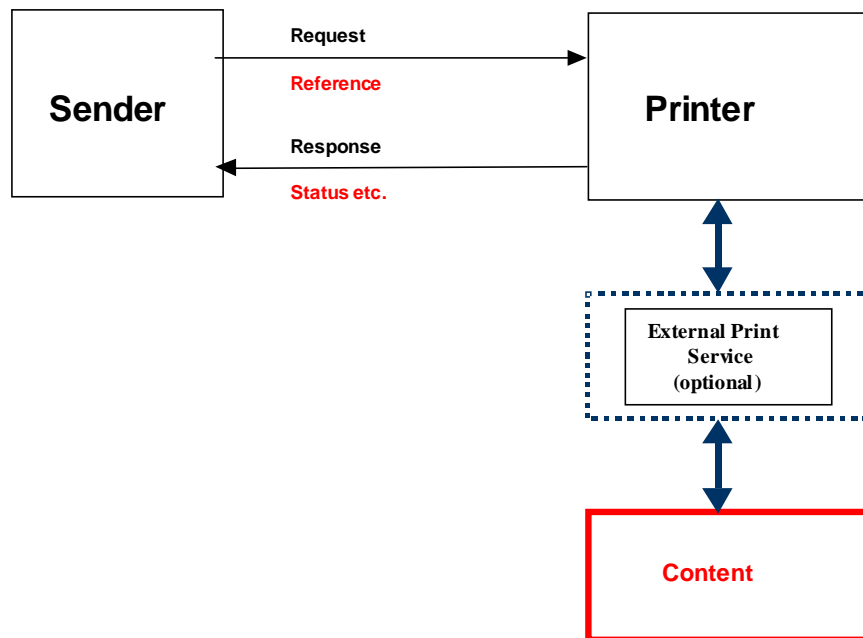 Request
Reference
Sender
Printer
Response
Status etc.
External Print
Service
(optional)
Content